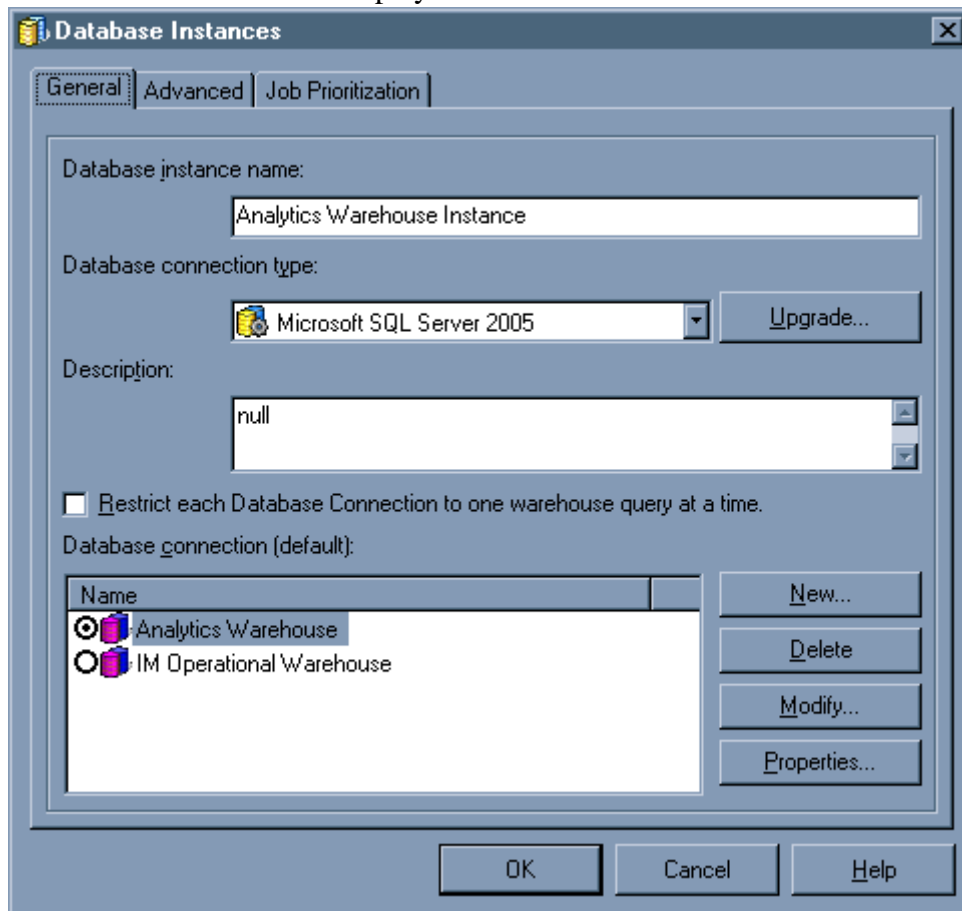 Database Instances
General Advanced Job Prioritization
Database instance name:
Analytics Warehouse Instance
Database connection type:
Microsoft SQL Server 2005 Upgrade...
Description:
null
Restrict each Database Connection to one warehouse query at a time.
Database connection (default):
Name New...
Analytics Warehouse
IM Operational Warehouse Delete
Modify...
Properties...
OK Cancel Help